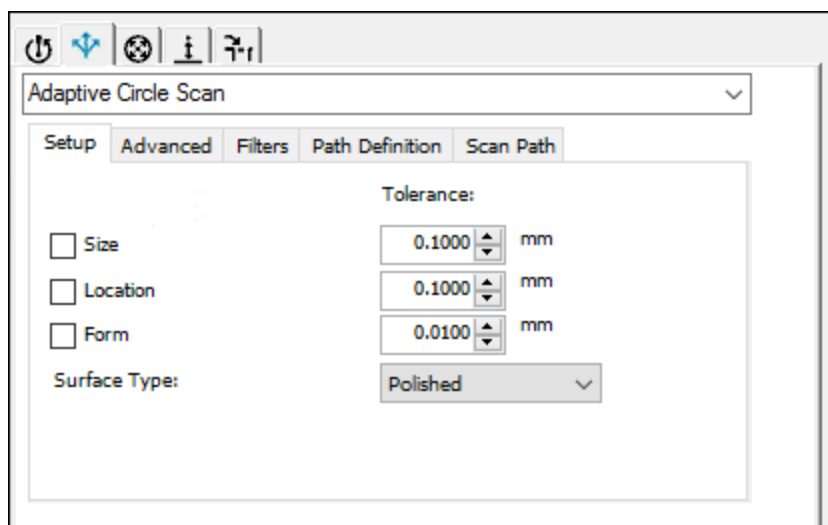 Adaptive Circle Scan
Setup Advanced Filters Path Definition Scan Path
Tolerance:
Size 0.1000 mm
Location 0.1000 mm
Form 0.0100 mm
Surface Type: Polished